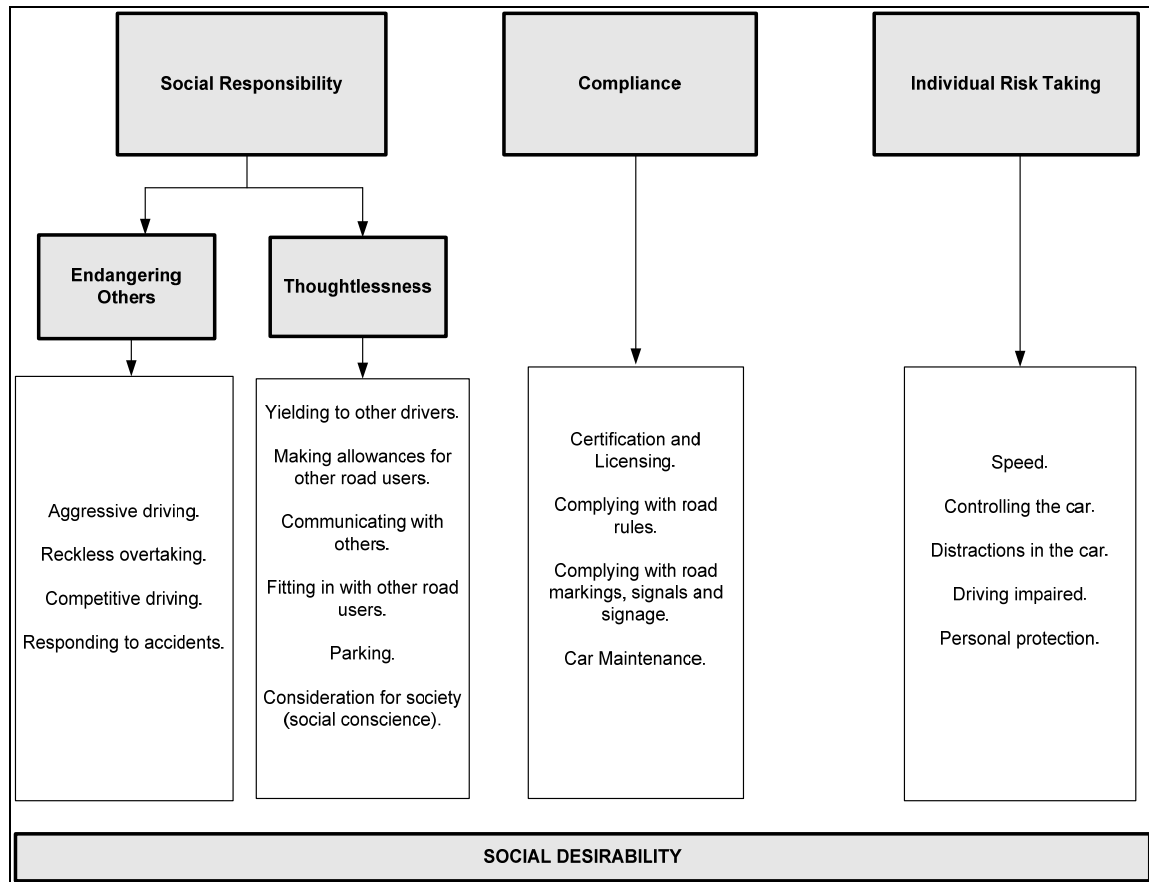 Social Responsibility
Compliance
Individual Risk Taking
Endangering
Others
Thoughtlessness
Aggressive driving.
Reckless overtaking.
Competitive driving.
Responding to accidents.
Yielding to other drivers.
Making allowances for
other road users.
Communicating with
others.
Fitting in with other road
users.
Parking.
Consideration for society
(social conscience).
Certification and
Licensing.
Complying with road
rules.
Complying with road
markings, signals and
signage.
Car Maintenance.
Speed.
Controlling the car.
Distractions in the car.
Driving impaired.
Personal protection.
SOCIAL DESIRABILITY